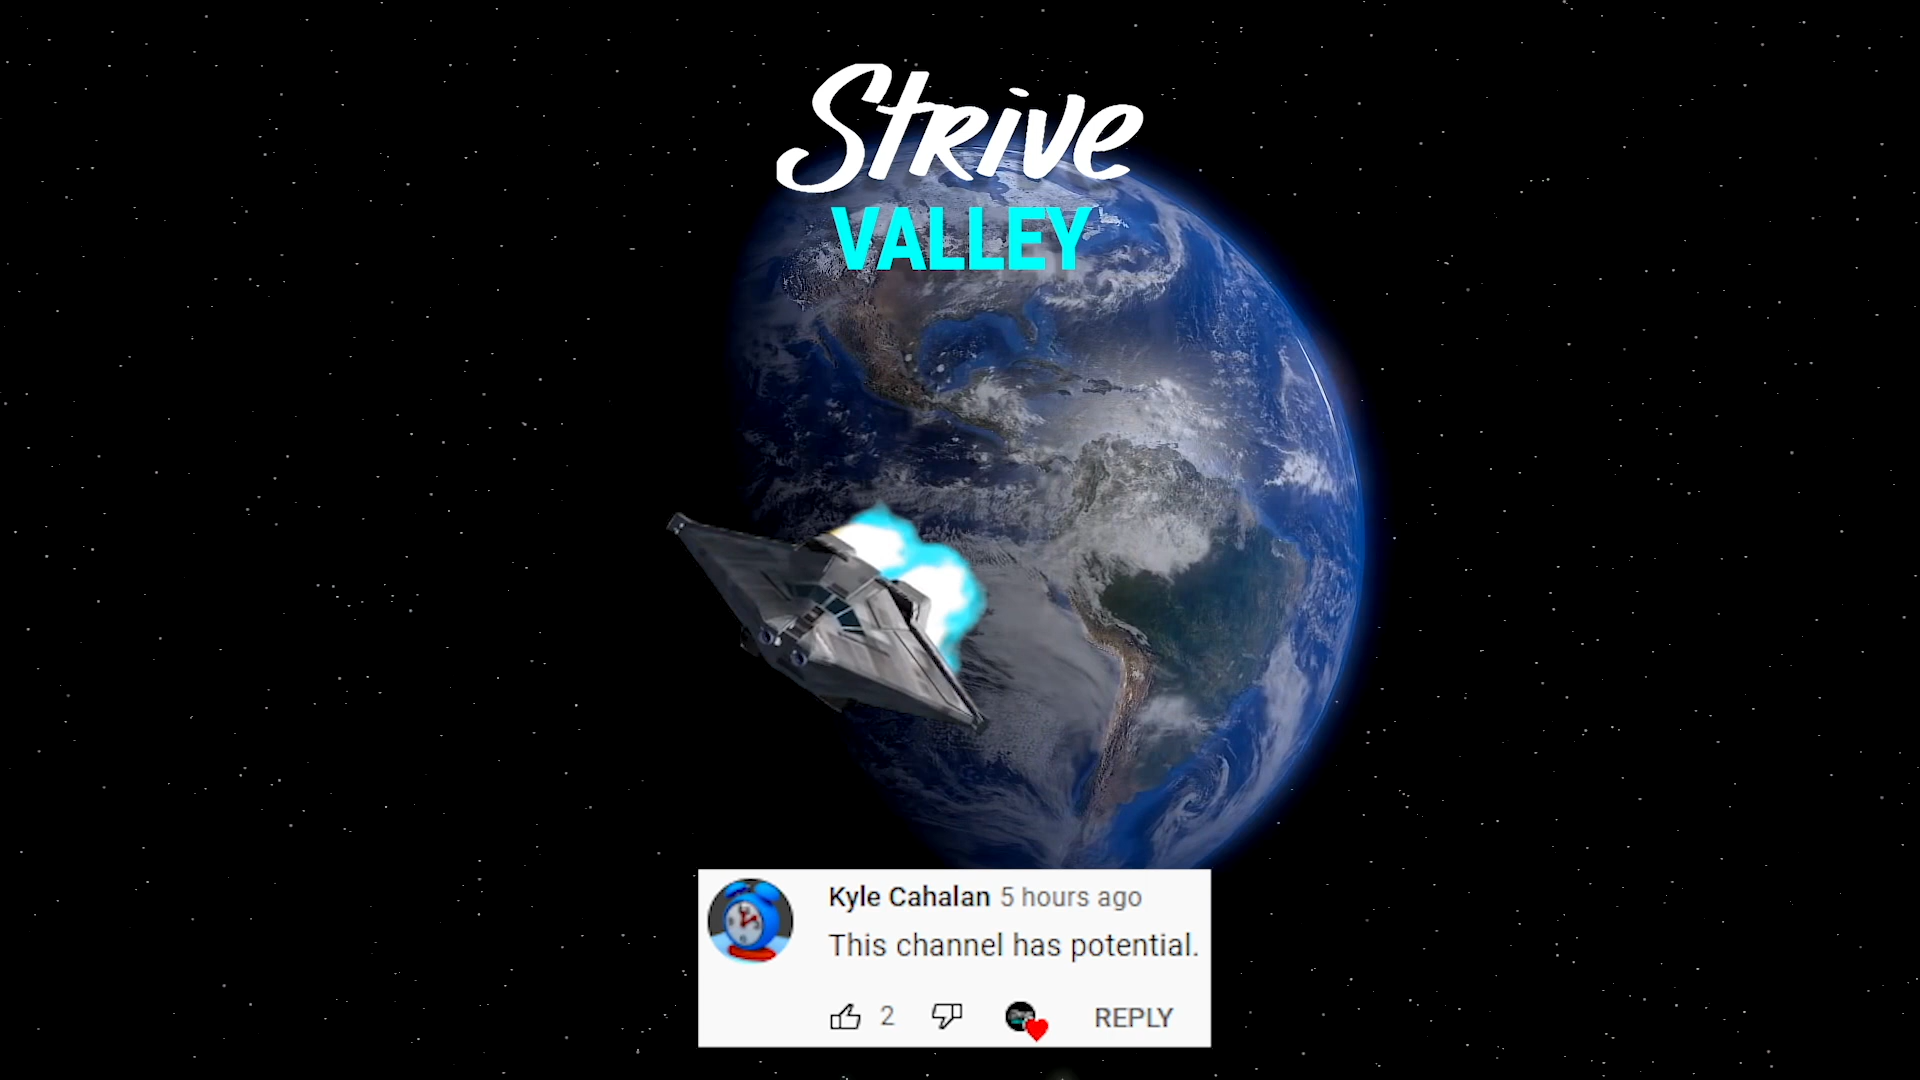 Strive
VALLEY
Kyle Cahalan 5 hours ago
This channel has potential.
2
REPLY